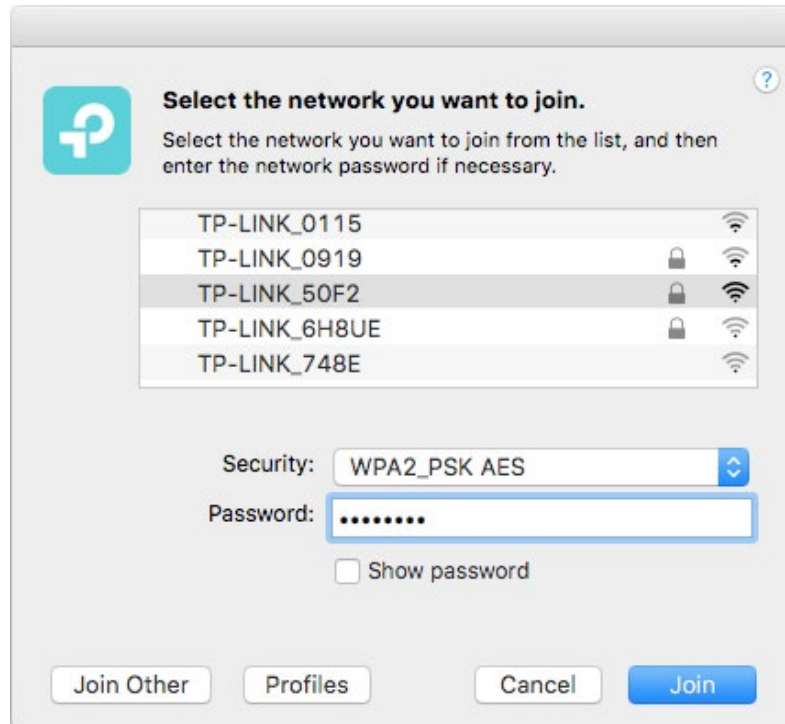 ?
Select the network you want to join.
Select the network you want to join from the list, and then
enter the network password if necessary.
TP-LINK_0115
TP-LINK_0919
TP-LINK_50F2
TP-LINK_6H8UE
TP-LINK_748E
Security: WPA2_PSK AES
Password: ••••••••
Show password
Join Other Profiles Cancel Join